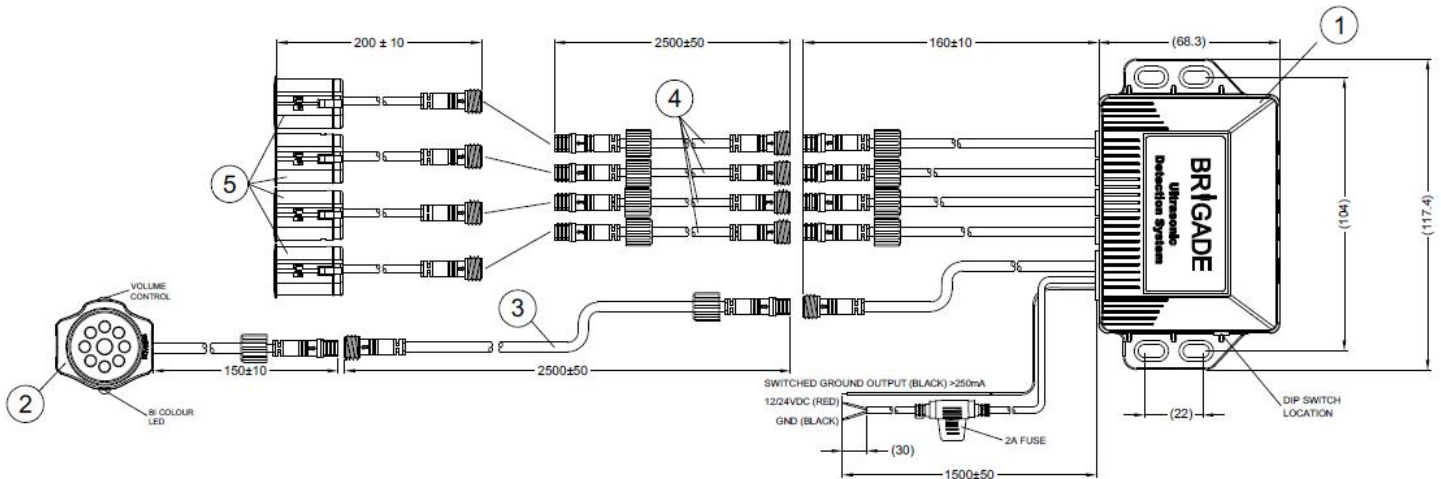 200 ± 10
2500±50
160±10
(68.3)
1
4
5
BRIGADE
Ultrasonic
Detection System
(104)
(117.4)
VOLUME
CONTROL
3
2
150±10
2500±50
BI COLOUR
LED
SWITCHED GROUND OUTPUT (BLACK) >250mA
12/24VDC (RED)
GND (BLACK)
2A FUSE
(30)
1500±50
(22)
DIP SWITCH
LOCATION